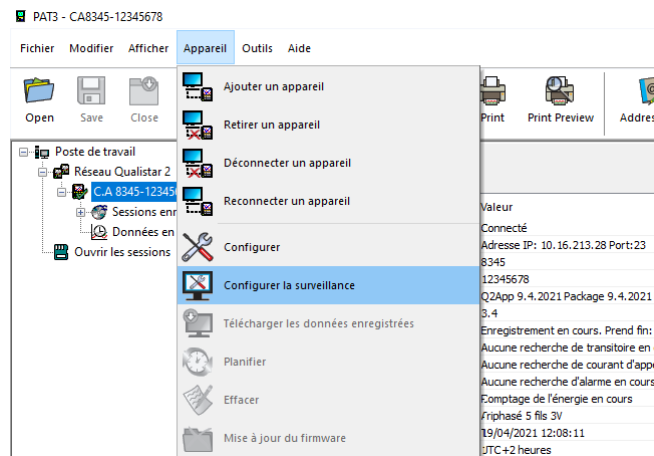 PAT3 - CA8345-12345678
Fichier Modifier Afficher Appareil Outils Aide
Open Save Close Print Print Preview Addres
Ajouter un appareil
Retirer un appareil
Déconnecter un appareil
Reconnecter un appareil
Configurer
Configurer la surveillance
Télécharger les données enregistrées
Planifier
Effacer
Mise à jour du firmware
Poste de travail
Réseau Qualistar 2
C.A 8345-12345
Sessions enr
Données en
Ouvrir les sessions
Valeur
Connecté
Adresse IP: 10.16.213.28 Port:23
8345
12345678
Q2App 9.4.2021 Package 9.4.2021
3.4
Enregistrement en cours. Prend fin:
Aucune recherche de transitoire en
Aucune recherche de courant d'appe
Aucune recherche d'alarme en cours
Comptage de l'énergie en cours
Triphasé 5 fils 3V
19/04/2021 12:08:11
UTC+2 heures